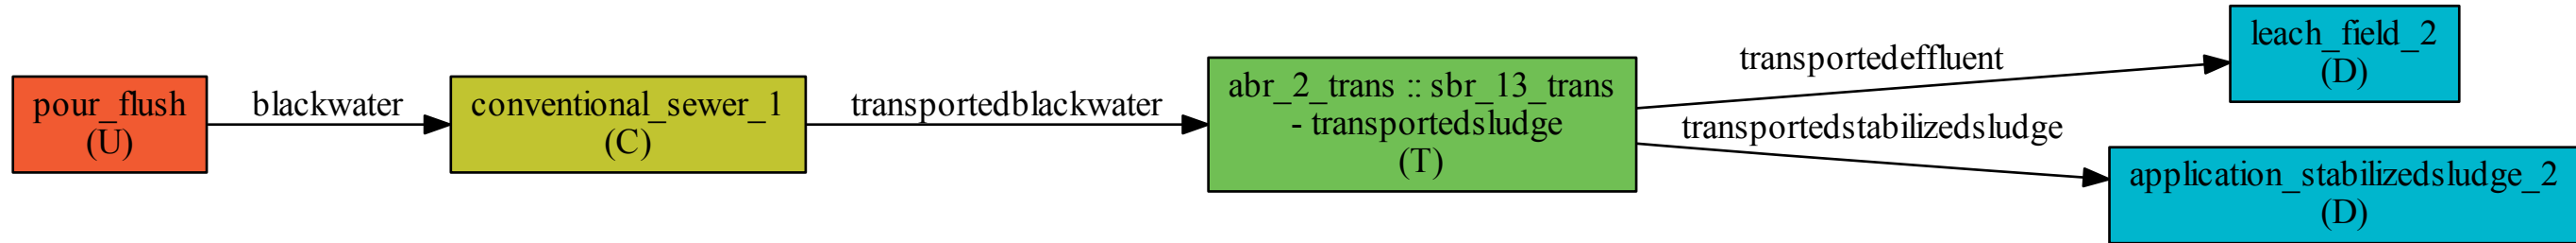 pour_flush
(U)
blackwater
conventional_sewer_1
(C)
transportedblackwater
abr_2_trans :: sbr_13_trans
- transportedsludge
(T)
transportedeffluent
transportedstabilizedsludge
leach_field_2
(D)
application_stabilizedsludge_2
(D)